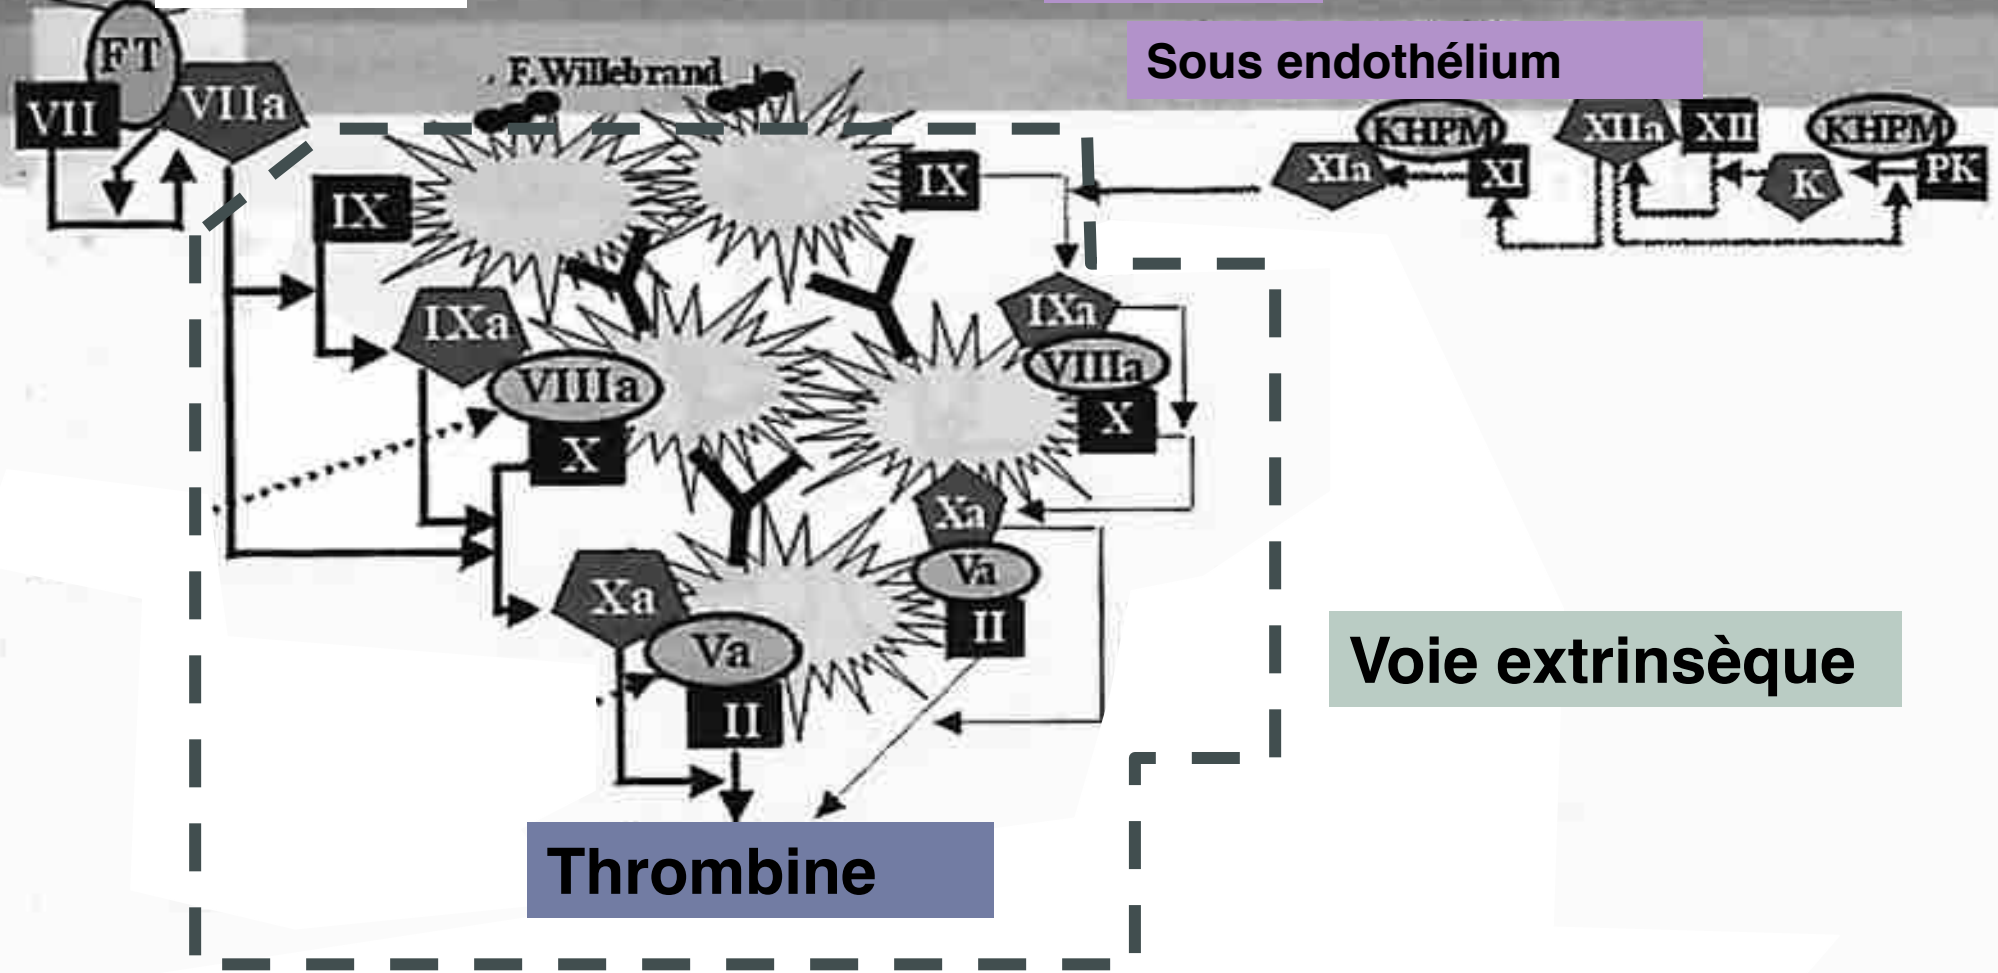 Sous endothélium
FT
F.Willebrand
VII
VIIa
KHPM
XIIa
XII
KHPM
XIa
XI
K
PK
IX
IX
IXa
IXa
VIIIa
VIIIa
X
X
Xa
Xa
Va
Va
II
II
Voie extrinsèque
Thrombine